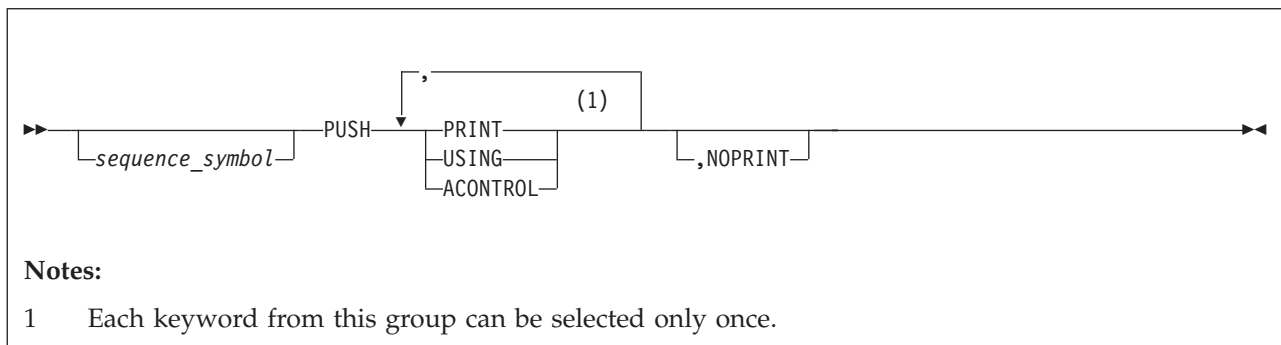 ,
(1)
PUSH PRINT
sequence_symbol USING ,NOPRINT
ACONTROL
Notes:
1 Each keyword from this group can be selected only once.